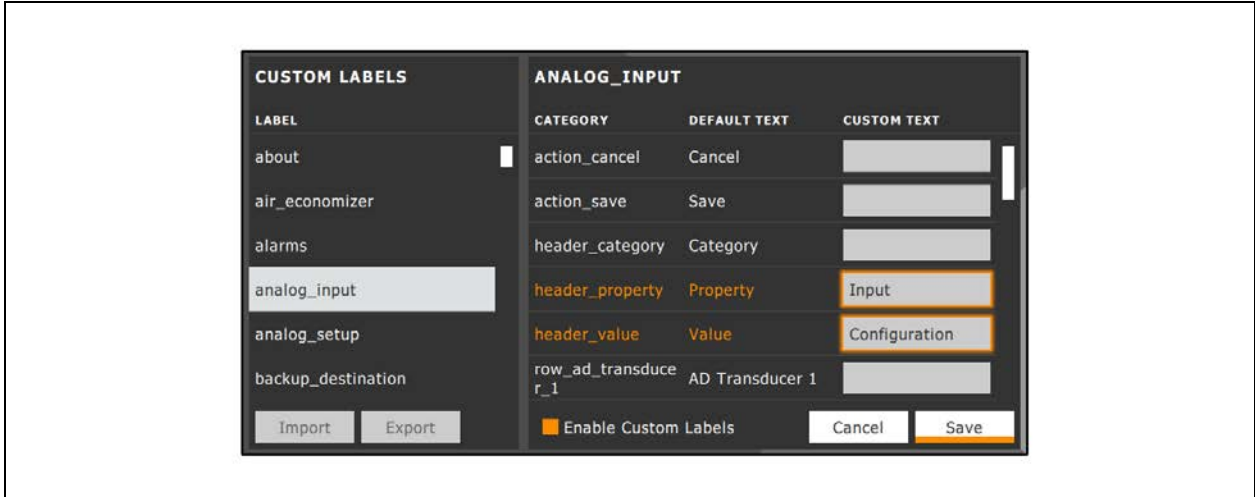 CUSTOM LABELS
LABEL
about
air_economizer
alarms
analog_input
analog_setup
backup_destination
Import Export
ANALOG_INPUT
CATEGORY DEFAULT TEXT CUSTOM TEXT
action_cancel Cancel
action_save Save
header_category Category
header_property Property Input
header_value Value Configuration
row_ad_transduce
r_1 AD Transducer 1
Enable Custom Labels Cancel Save